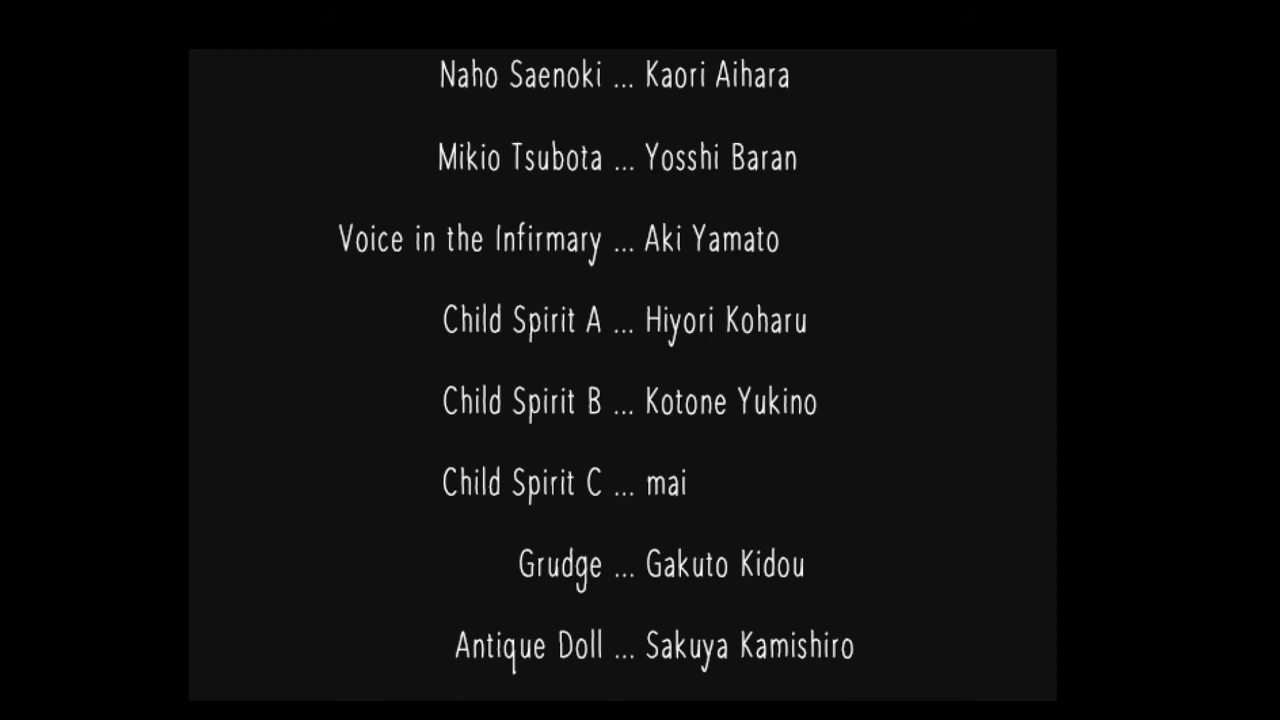 Naho Saenoki ... Kaori Aihara
Mikio Tsubota ... Yosshi Baran
Voice in the Infirmary ... Aki Yamato
Child Spirit A ... Hiyori Koharu
Child Spirit B ... Kotone Yukino
Child Spirit C ... mai
Grudge ... Gakuto Kidou
Antique Doll ... Sakuya Kamishiro